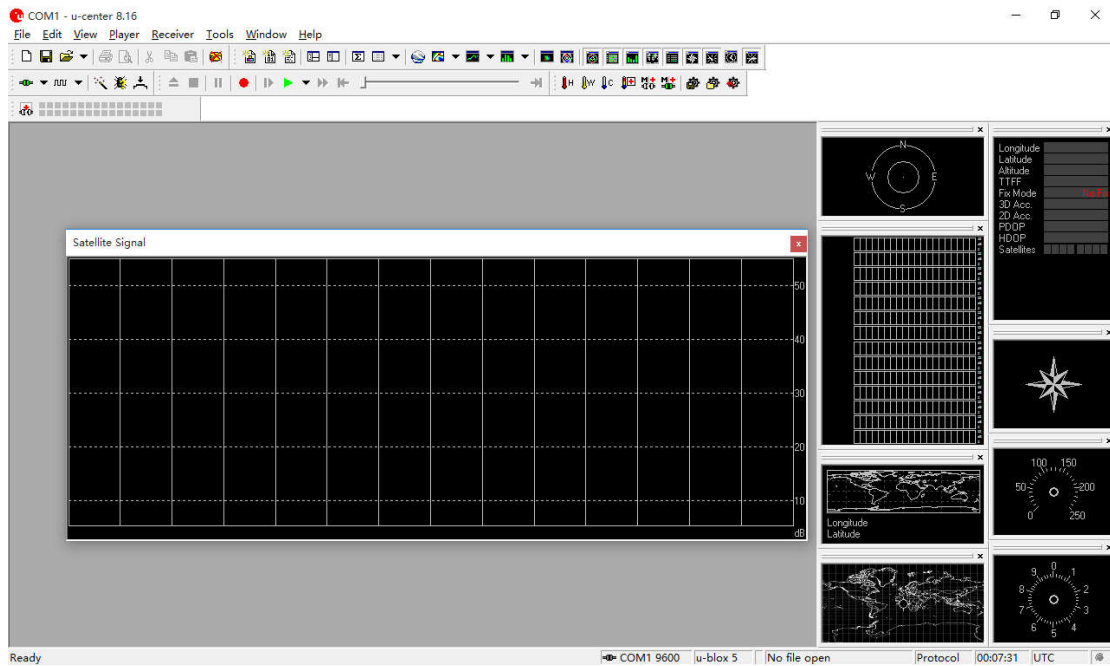 COM1 - u-center 8.16
File Edit View Player Receiver Tools Window Help
H W C
N
W E
S
Longitude
Latitude
Altitude
TTFF
Fix Mode
3D Acc.
2D Acc.
PDOP
HDOP
Satellites
Satellite Signal
50
40
30
20
10
dB
100 150
50 200
0 250
Longitude
Latitude
9 0 1
8 2
7 3
6 5 4
Ready COM1 9600 u-blox 5 No file open Protocol 00:07:31 UTC